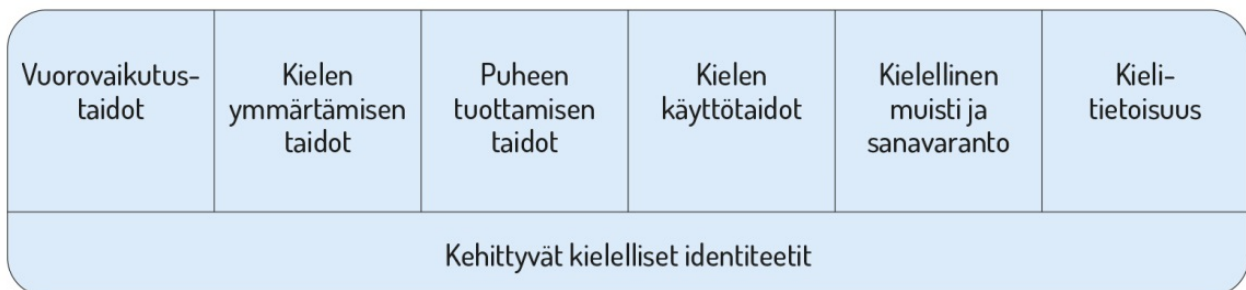 Vuorovaikutus-
taidot
Kielen
ymmärtämisen
taidot
Puheen
tuottamisen
taidot
Kielen
käyttötaidot
Kielellinen
muisti ja
sanavaranto
Kieli-
tietoisuus
Kehittyvät kielelliset identiteetit